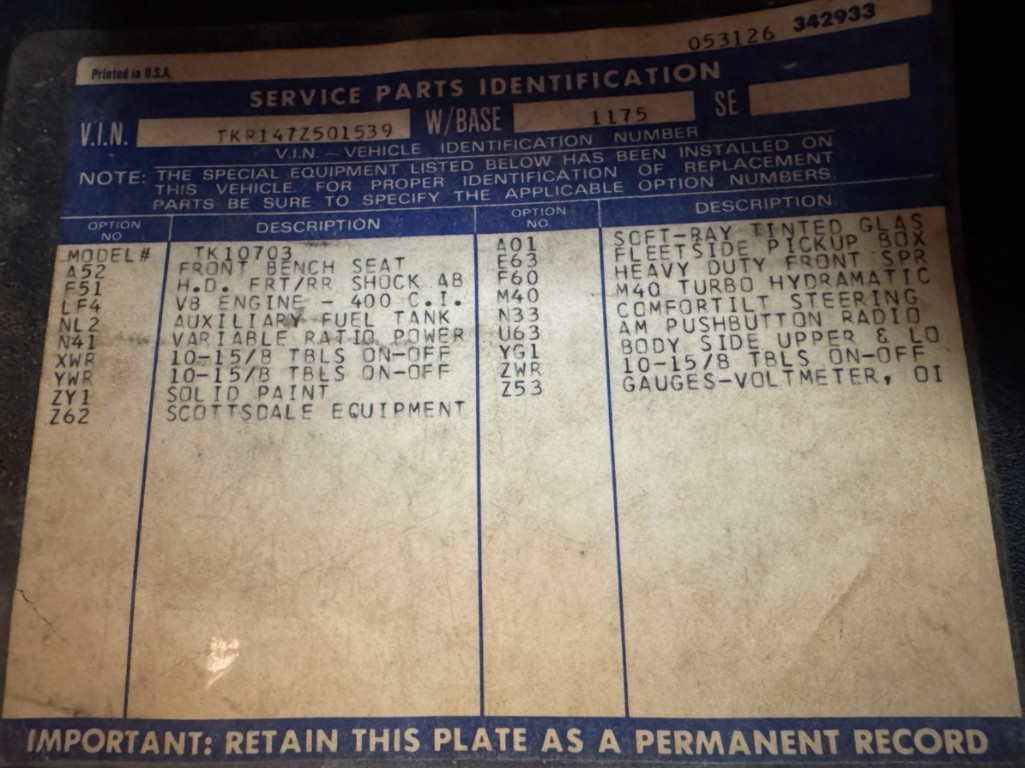 053126 342933
Printed in U.S.A.
SERVICE PARTS IDENTIFICATION
V.I.N. TKR147Z501539 W/BASE 1175 SE
V.I.N. – VEHICLE IDENTIFICATION NUMBER
NOTE: THE SPECIAL EQUIPMENT LISTED BELOW HAS BEEN INSTALLED ON
THIS VEHICLE. FOR PROPER IDENTIFICATION OF REPLACEMENT
PARTS BE SURE TO SPECIFY THE APPLICABLE OPTION NUMBERS.
OPTION NO DESCRIPTION OPTION NO. DESCRIPTION
MODEL# TK10703
A52 FRONT BENCH SEAT
F51 H.D. FRT/RR SHOCK AB
LF4 V8 ENGINE - 400 C.I.
NL2 AUXILIARY FUEL TANK
N41 VARIABLE RATIO POWER
XWR 10-15/8 TBLS ON-OFF
YWR 10-15/8 TBLS ON-OFF
ZY1 SOLID PAINT
Z62 SCOTTSDALE EQUIPMENT
A01 SOFT-RAY TINTED GLAS
E63 FLEETSIDE PICKUP BOX
F60 HEAVY DUTY FRONT SPR
M40 M40 TURBO HYDRAMATIC
N33 COMFORTILT STEERING
U63 AM PUSHBUTTON RADIO
YG1 BODY SIDE UPPER & LO
ZWR 10-15/8 TBLS ON-OFF
Z53 GAUGES-VOLTMETER, OI
IMPORTANT: RETAIN THIS PLATE AS A PERMANENT RECORD